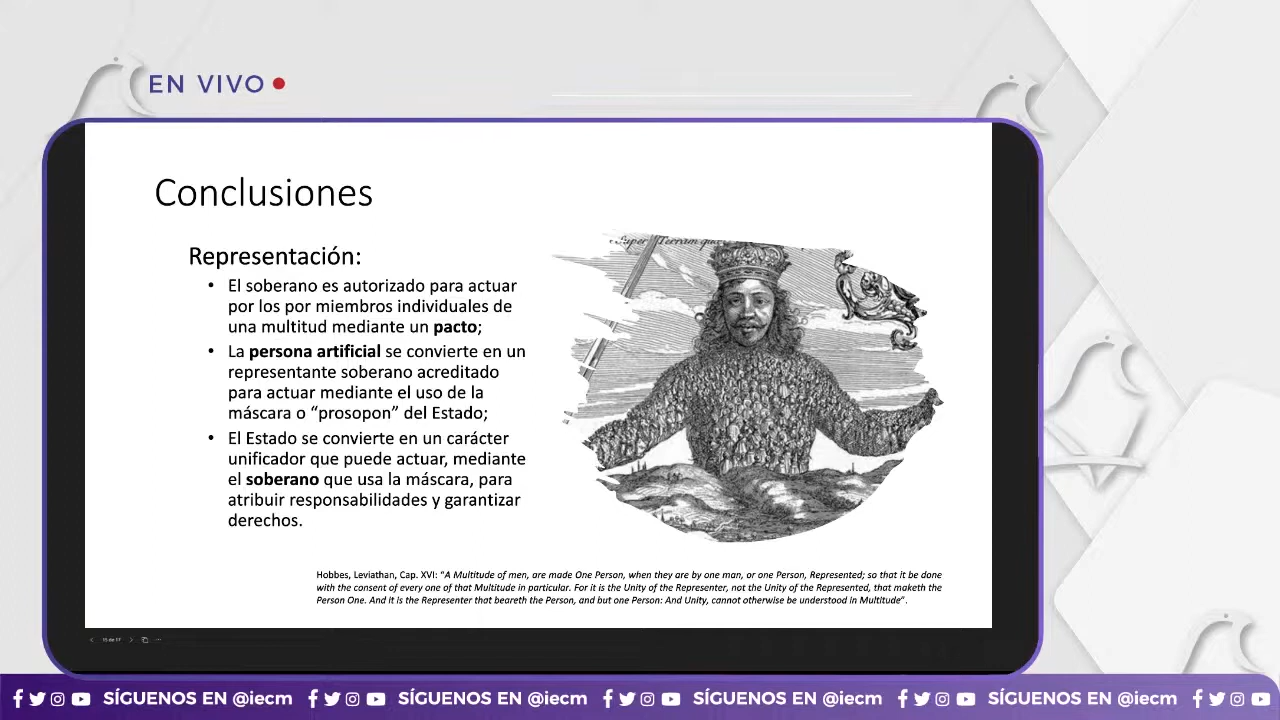 EN VIVO
Conclusiones
Representación:
• El soberano es autorizado para actuar
por los por miembros individuales de
una multitud mediante un pacto;
• La persona artificial se convierte en un
representante soberano acreditado
para actuar mediante el uso de la
máscara o “prosopon” del Estado;
• El Estado se convierte en un carácter
unificador que puede actuar, mediante
el soberano que usa la máscara, para
atribuir responsabilidades y garantizar
derechos.
Super Terram quæ
Hobbes, Leviathan, Cap. XVI: “A Multitude of men, are made One Person, when they are by one man, or one Person, Represented; so that it be done
with the consent of every one of that Multitude in particular. For it is the Unity of the Representer, not the Unity of the Represented, that maketh the
Person One. And it is the Representer that beareth the Person, and but one Person: And Unity, cannot otherwise be understood in Multitude”.
15 de 17
SÍGUENOS EN @iecm SÍGUENOS EN @iecm SÍGUENOS EN @iecm SÍGUENOS EN @iecm